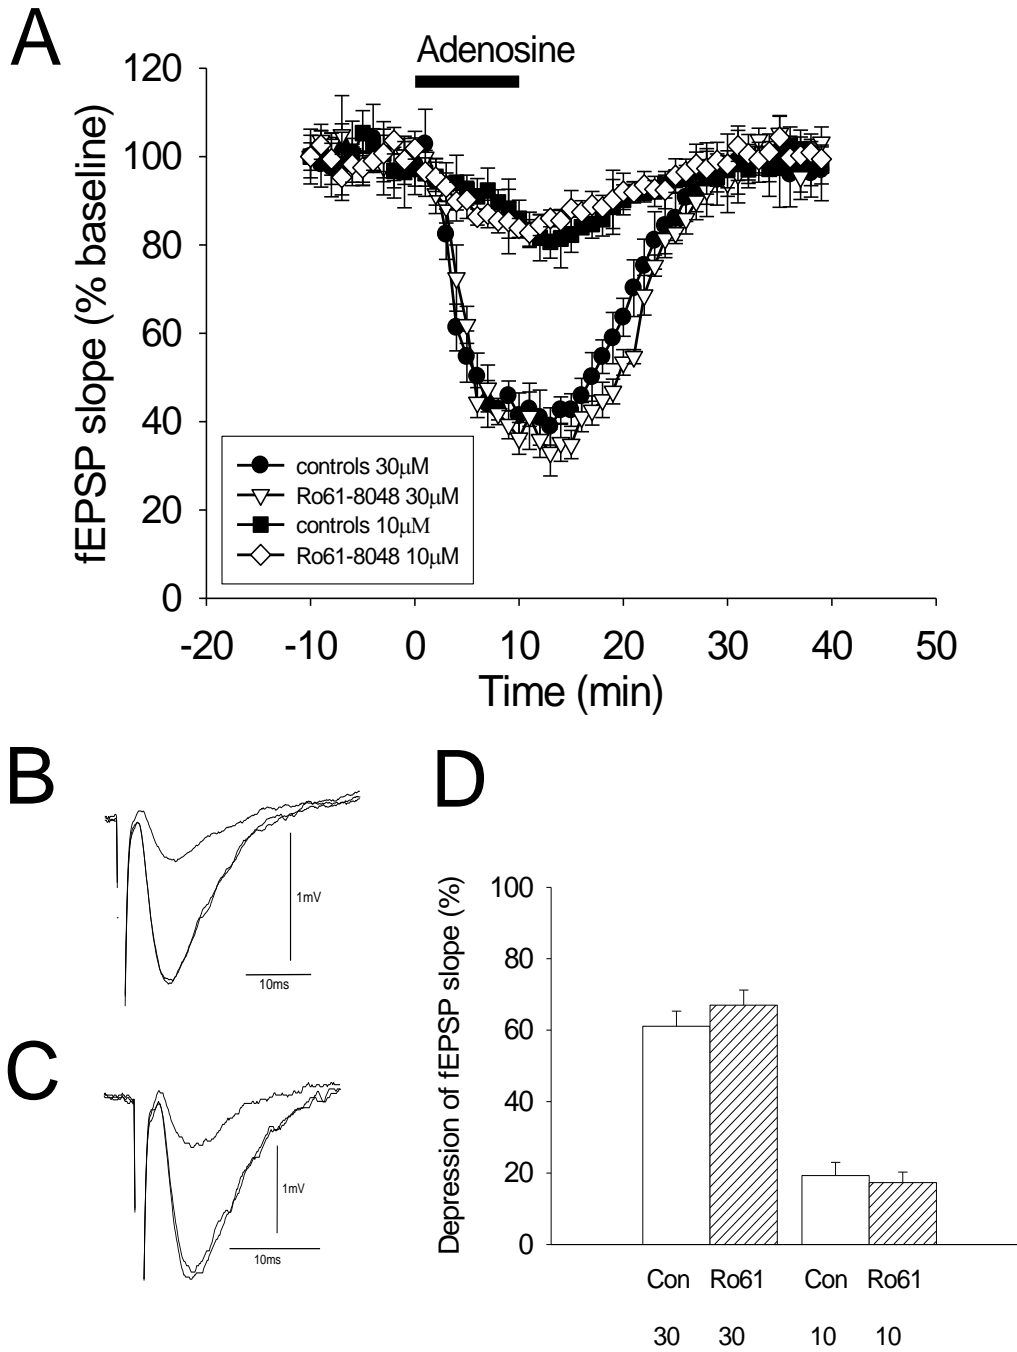 A
Adenosine
120
100
80
60
40
20
0
fEPSP slope (% baseline)
controls 30μM
Ro61-8048 30μM
controls 10μM
Ro61-8048 10μM
-20 -10 0 10 20 30 40 50
Time (min)
B
1mV
10ms
C
1mV
10ms
D
Depression of fEPSP slope (%)
100
80
60
40
20
0
Con Ro61 Con Ro61
30 30 10 10